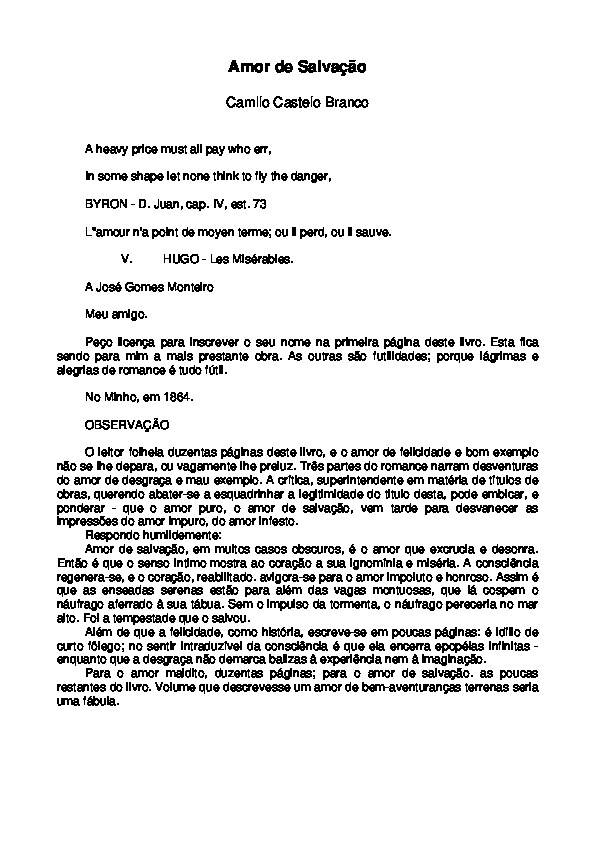 Amor de Salvação
Camilo Castelo Branco
A heavy price must all pay who err,
In some shape let none think to fly the danger,
BYRON - D. Juan, cap. IV, est. 73
L"amour n'a point de moyen terme; ou il perd, ou il sauve.
V. HUGO - Les Misérables.
A José Gomes Monteiro
Meu amigo.
Peço licença para inscrever o seu nome na primeira página deste livro. Esta fica
sendo para mim a mais prestante obra. As outras são futilidades; porque lágrimas e
alegrias de romance é tudo fútil.
No Minho, em 1864.
OBSERVAÇÃO
O leitor folheia duzentas páginas deste livro, e o amor de felicidade e bom exemplo
não se lhe depara, ou vagamente lhe preluz. Três partes do romance narram desventuras
do amor de desgraça e mau exemplo. A crítica, superintendente em matéria de títulos de
obras, querendo abater-se a esquadrinhar a legitimidade do título desta, pode embicar, e
ponderar - que o amor puro, o amor de salvação, vem tarde para desvanecer as
impressões do amor impuro, do amor infesto.
Respondo humildemente:
Amor de salvação, em muitos casos obscuros, é o amor que excrucia e desonra.
Então é que o senso íntimo mostra ao coração a sua ignomínia e miséria. A consciência
regenera-se, e o coração, reabilitado. avigora-se para o amor impoluto e honroso. Assim é
que as enseadas serenas estão para além das vagas montuosas, que lá cospem o
náufrago aferrado à sua tábua. Sem o impulso da tormenta, o náufrago pereceria no mar
alto. Foi a tempestade que o salvou.
Além de que a felicidade, como história, escreve-se em poucas páginas: é idílio de
curto fôlego; no sentir intraduzível da consciência é que ela encerra epopéias infinitas -
enquanto que a desgraça não demarca balizas à experiência nem à imaginação.
Para o amor maldito, duzentas páginas; para o amor de salvação. as poucas
restantes do livro. Volume que descrevesse um amor de bem-aventuranças terrenas seria
uma fábula.